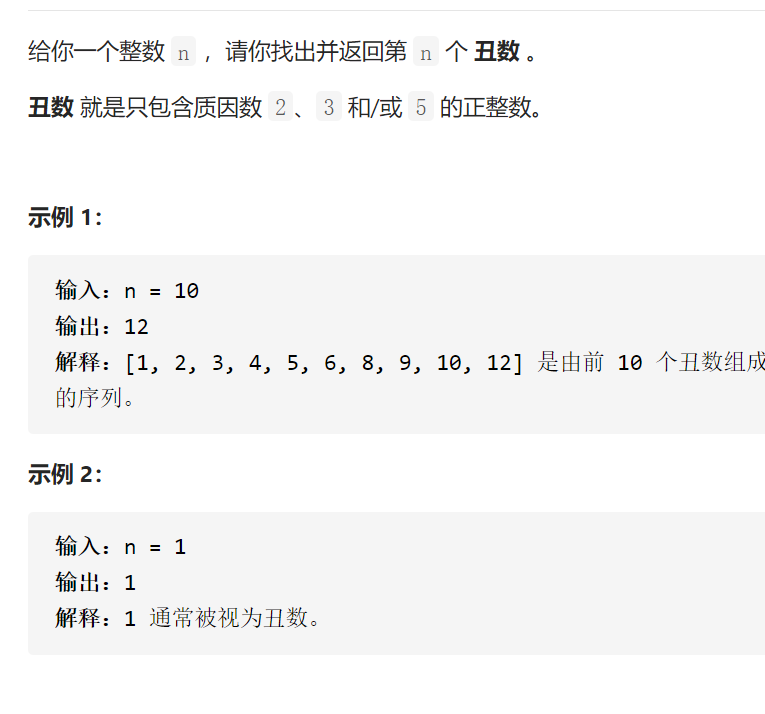 给你一个整数 n ，请你找出并返回第 n 个 丑数 。
丑数 就是只包含质因数 2、3 和/或 5 的正整数。
示例 1：
输入：n = 10
输出：12
解释：[1, 2, 3, 4, 5, 6, 8, 9, 10, 12] 是由前 10 个丑数组成
的序列。
示例 2：
输入：n = 1
输出：1
解释：1 通常被视为丑数。